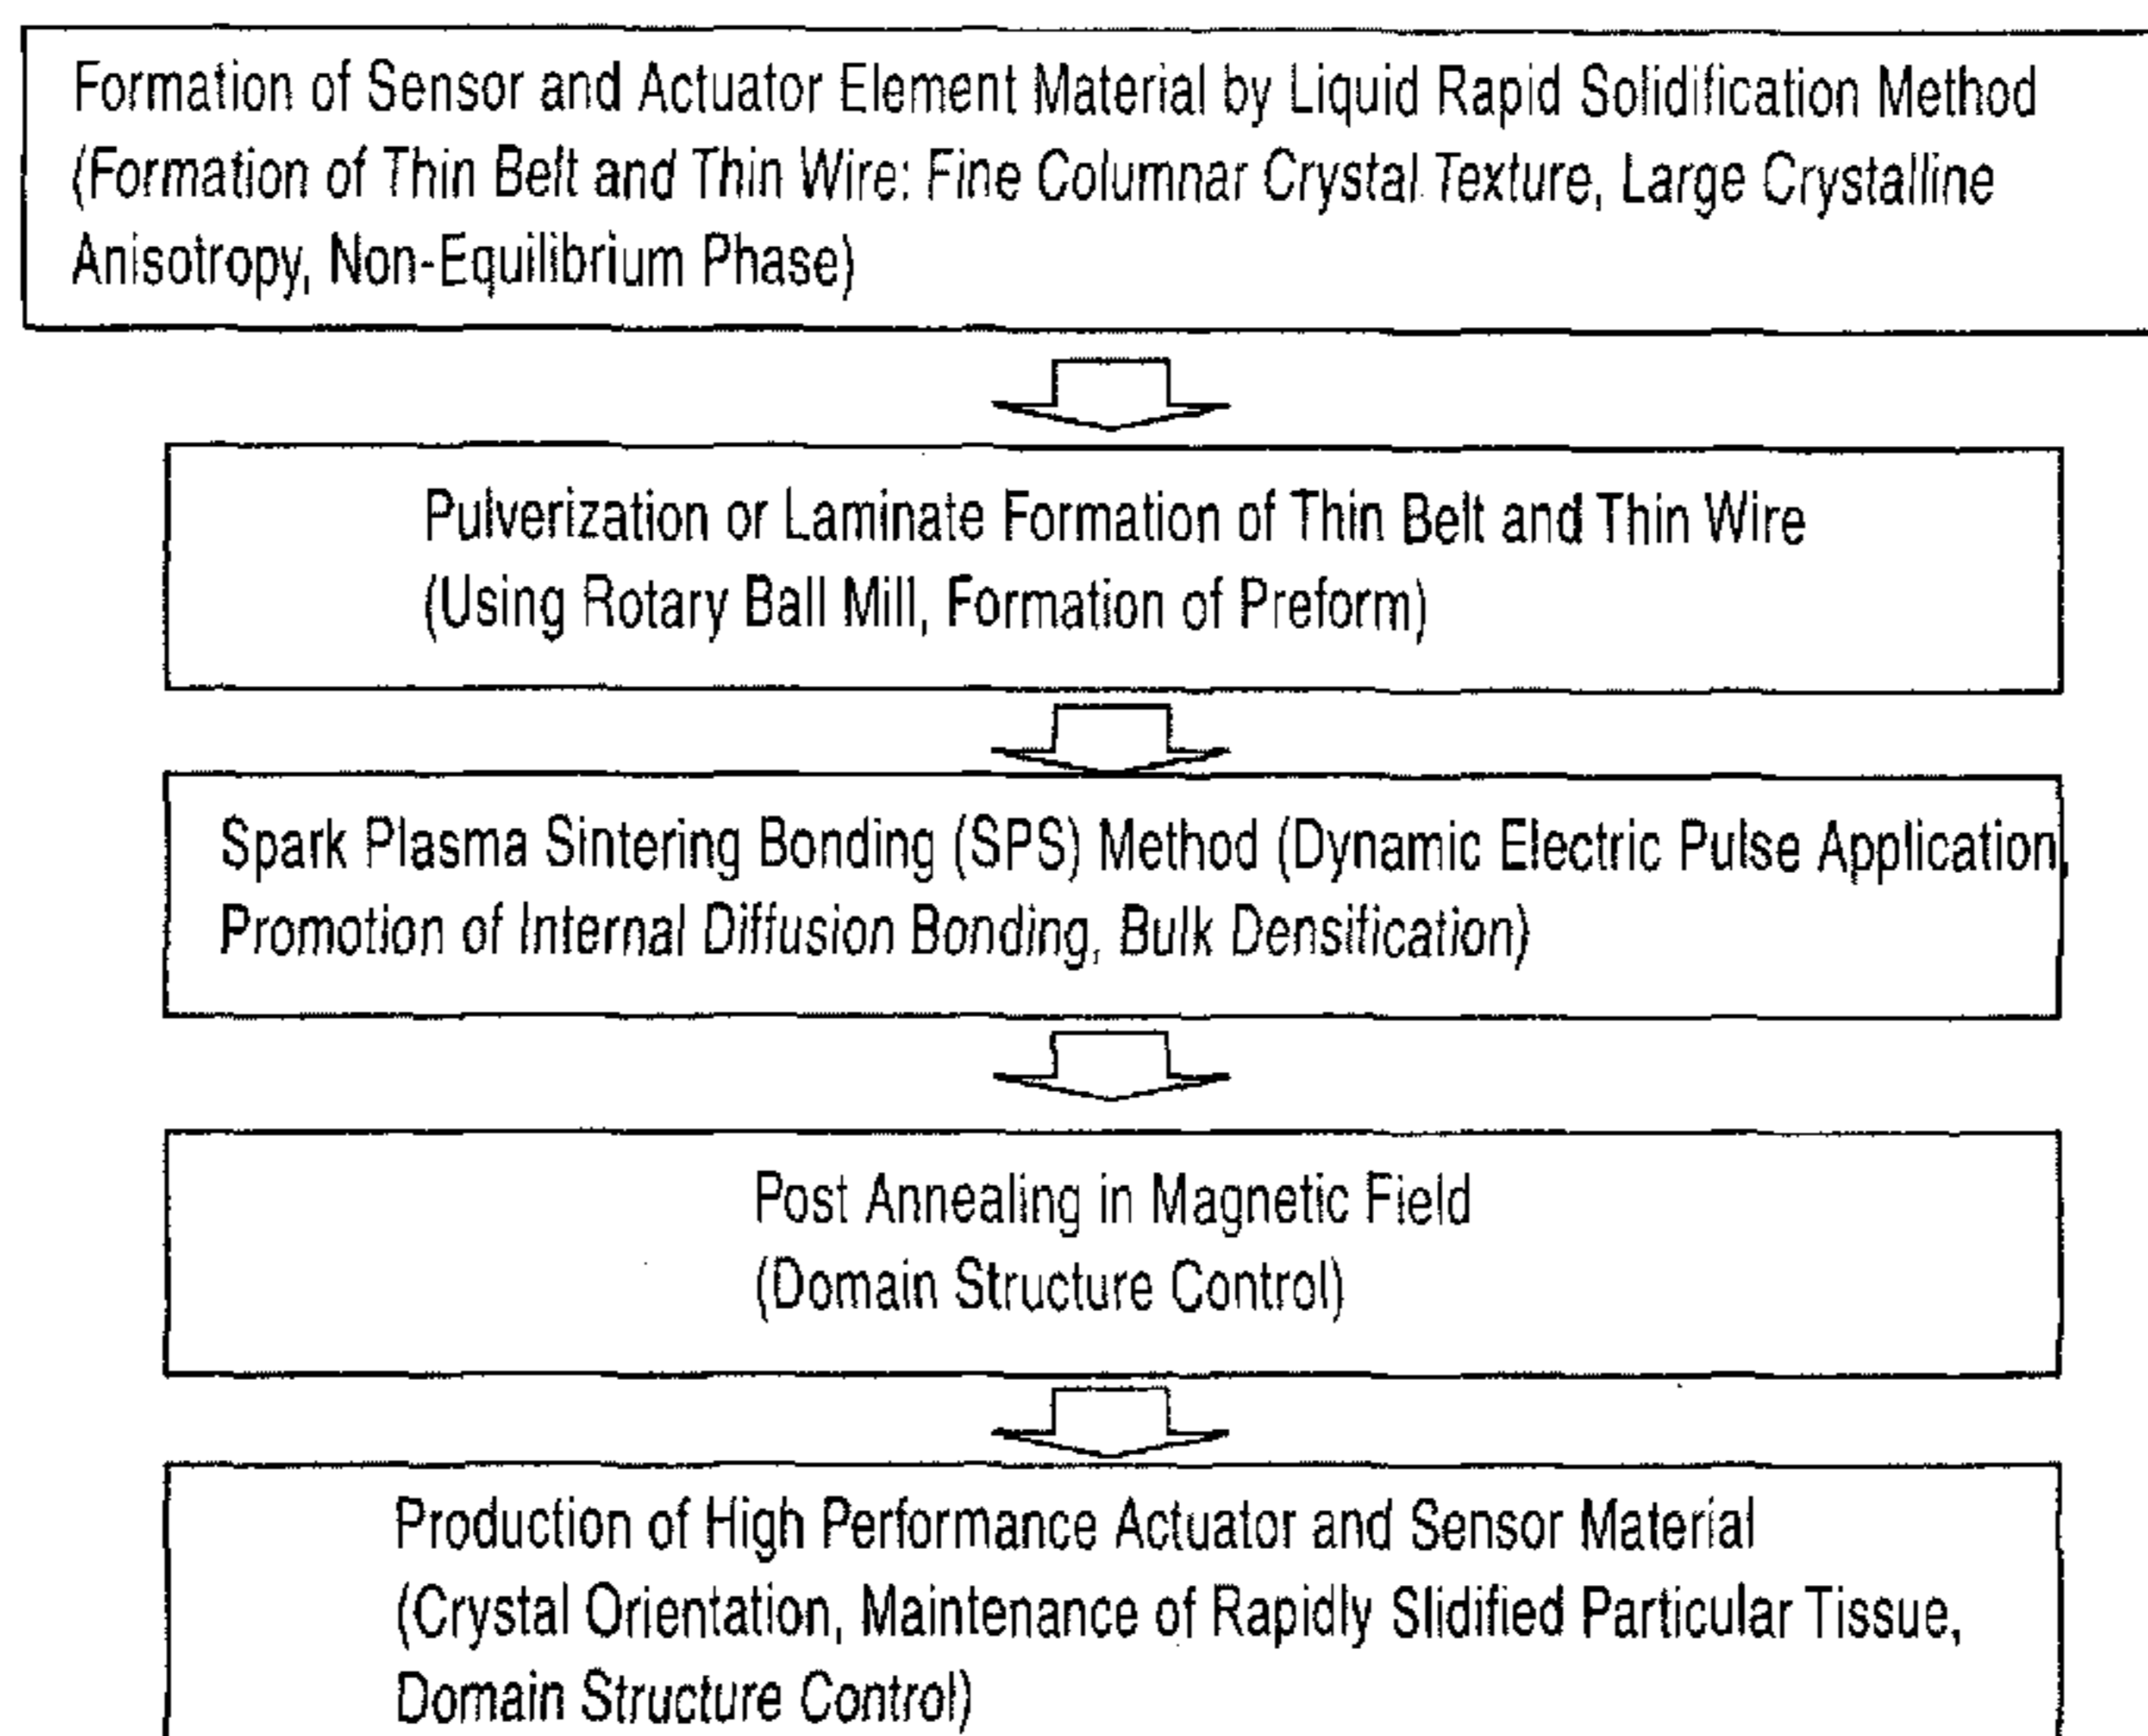 Formation of Sensor and Actuator Element Material by Liquid Rapid Solidification Method
(Formation of Thin Belt and Thin Wire: Fine Columnar Crystal Texture, Large Crystalline
Anisotropy, Non-Equilibrium Phase)
Pulverization or Laminate Formation of Thin Belt and Thin Wire
(Using Rotary Ball Mill, Formation of Preform)
Spark Plasma Sintering Bonding (SPS) Method (Dynamic Electric Pulse Application,
Promotion of Internal Diffusion Bonding, Bulk Densification)
Post Annealing in Magnetic Field
(Domain Structure Control)
Production of High Performance Actuator and Sensor Material
(Crystal Orientation, Maintenance of Rapidly Slidified Particular Tissue,
Domain Structure Control)